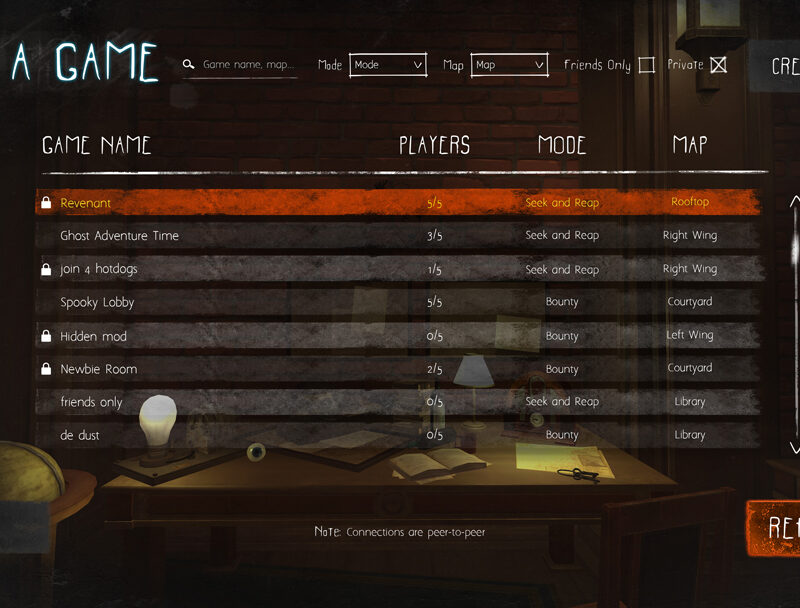 A GAME
Game name, map... Mode Mode Map Map Friends Only Private CRE
GAME NAME PLAYERS MODE MAP
Revenant 5/5 Seek and Reap Rooftop
Ghost Adventure Time 3/5 Seek and Reap Right Wing
join 4 hotdogs 1/5 Seek and Reap Right Wing
Spooky Lobby 5/5 Bounty Courtyard
Hidden mod 0/5 Bounty Left Wing
Newbie Room 2/5 Bounty Courtyard
friends only 0/5 Seek and Reap Library
de dust 0/5 Bounty Library
Note: Connections are peer-to-peer